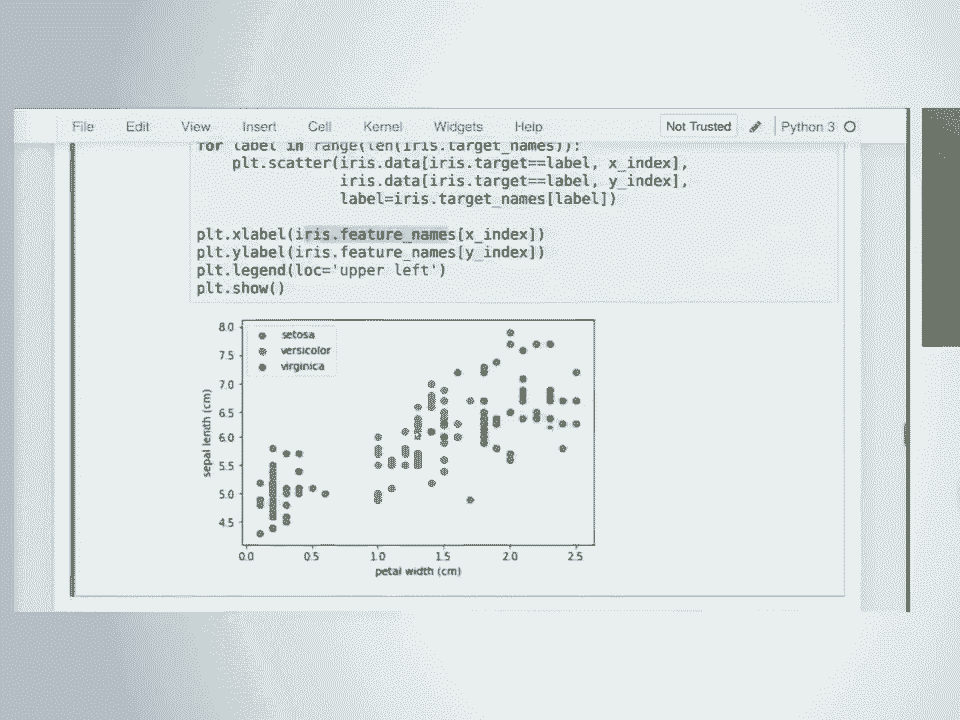 File Edit View Insert Cell Kernel Widgets Help Not Trusted Python 3
for label in range(len(iris.target_names)):
plt.scatter(iris.data[iris.target==label, x_index],
iris.data[iris.target==label, y_index],
label=iris.target_names[label])
plt.xlabel(iris.feature_names[x_index])
plt.ylabel(iris.feature_names[y_index])
plt.legend(loc='upper left')
plt.show()
setosa
versicolor
virginica
8.0
7.5
7.0
6.5
6.0
5.5
5.0
4.5
sepal length (cm)
0.0 0.5 1.0 1.5 2.0 2.5
petal width (cm)